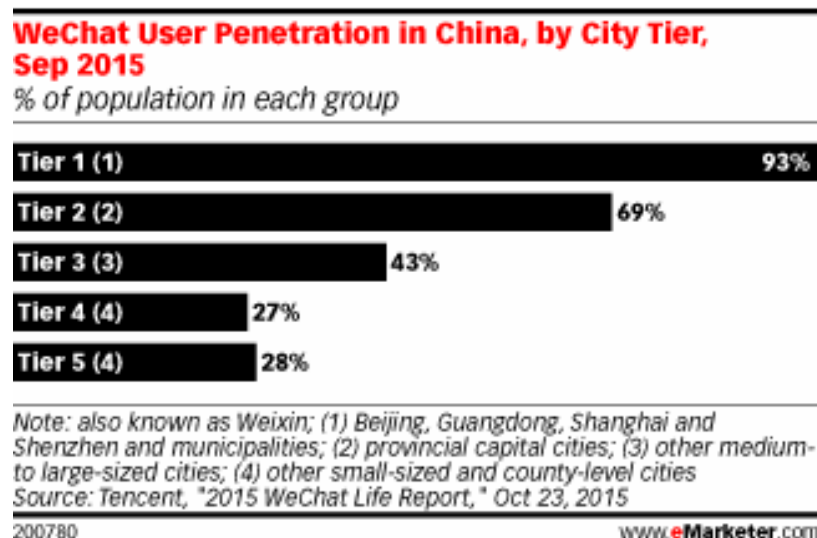 WeChat User Penetration in China, by City Tier,
Sep 2015
% of population in each group
Tier 1 (1) 93%
Tier 2 (2) 69%
Tier 3 (3) 43%
Tier 4 (4) 27%
Tier 5 (4) 28%
Note: also known as Weixin; (1) Beijing, Guangdong, Shanghai and
Shenzhen and municipalities; (2) provincial capital cities; (3) other medium-
to large-sized cities; (4) other small-sized and county-level cities
Source: Tencent, "2015 WeChat Life Report," Oct 23, 2015
200780 www.eMarketer.com